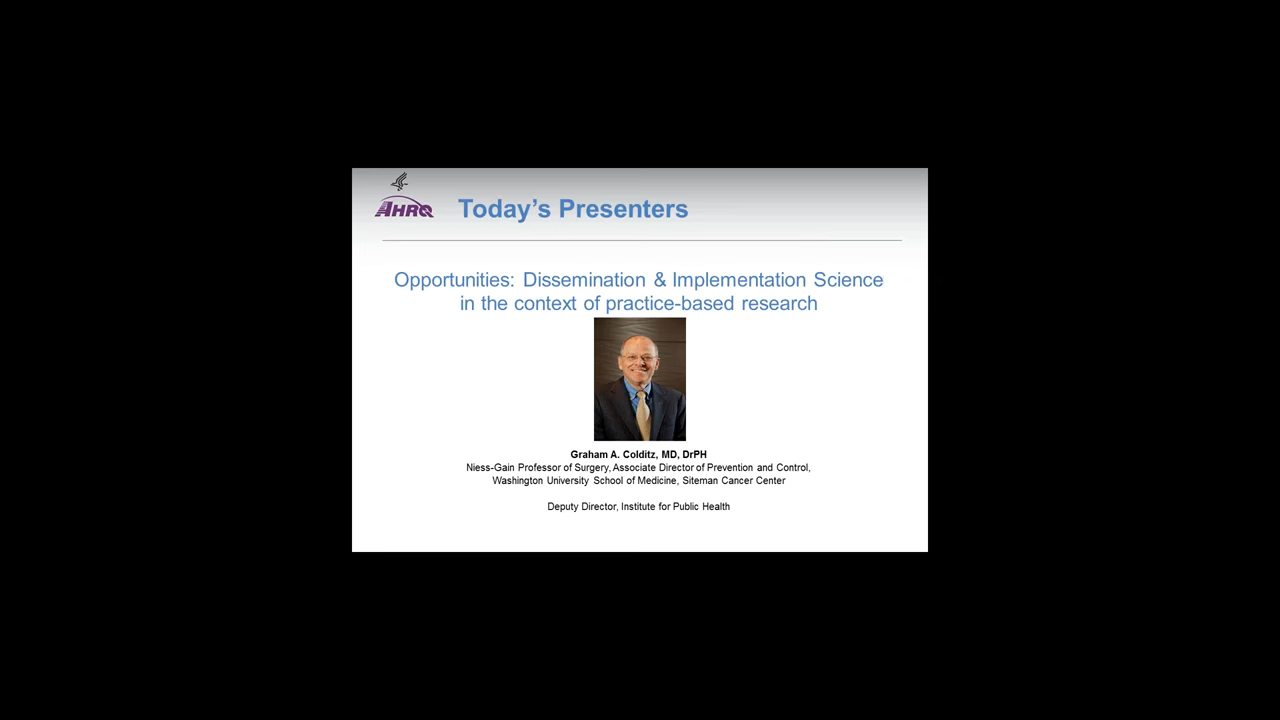 AHRQ
Today's Presenters
Opportunities: Dissemination & Implementation Science
in the context of practice-based research
Graham A. Colditz, MD, DrPH
Niess-Gain Professor of Surgery, Associate Director of Prevention and Control,
Washington University School of Medicine, Siteman Cancer Center
Deputy Director, Institute for Public Health